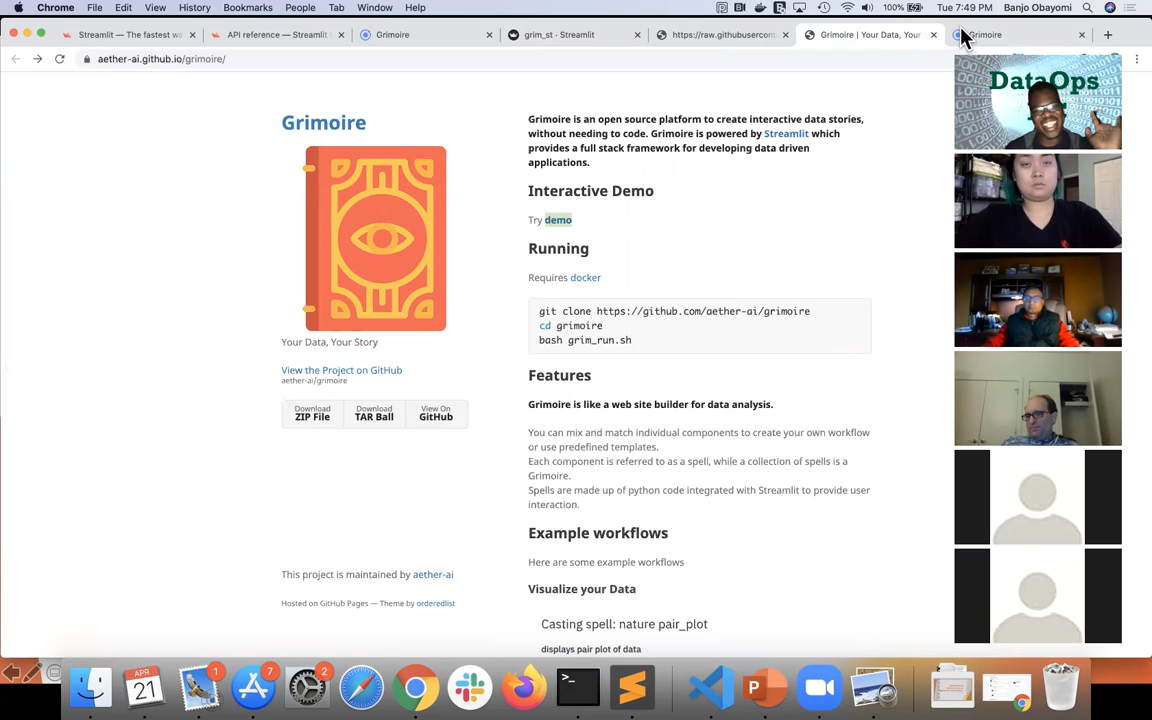 Chrome File Edit View History Bookmarks People Tab Window Help 100% Tue 7:49 PM Banjo Obayomi
Streamlit — The fastest wa
API reference — Streamlit
Grimoire
grim_st · Streamlit
https://raw.githubusercont
Grimoire | Your Data, Your
Grimoire
aether-ai.github.io/grimoire/
DataOps
Grimoire
Your Data, Your Story
View the Project on GitHub
aether-ai/grimoire
Download
ZIP File
Download
TAR Ball
View On
GitHub
This project is maintained by aether-ai
Hosted on GitHub Pages — Theme by orderedlist
Grimoire is an open source platform to create interactive data stories,
without needing to code. Grimoire is powered by Streamlit which
provides a full stack framework for developing data driven
applications.
Interactive Demo
Try demo
Running
Requires docker
git clone https://github.com/aether-ai/grimoire
cd grimoire
bash grim_run.sh
Features
Grimoire is like a web site builder for data analysis.
You can mix and match individual components to create your own workflow
or use predefined templates.
Each component is referred to as a spell, while a collection of spells is a
Grimoire.
Spells are made up of python code integrated with Streamlit to provide user
interaction.
Example workflows
Here are some example workflows
Visualize your Data
Casting spell: nature pair_plot
displays pair plot of data
APR
21
1
7
2
>_
P